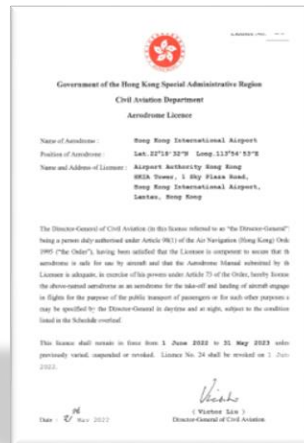 Government of the Hong Kong Special Administrative Region
Civil Aviation Department
Aerodrome Licence
Name of Aerodrome : Hong Kong International Airport
Position of Aerodrome : Lat.22°18'32"N Long.113°54'53"E
Name and Address of Licensee : Airport Authority Hong Kong
HKIA Tower, 1 Sky Plaza Road,
Hong Kong International Airport,
Lantau, Hong Kong
The Director-General of Civil Aviation (in this licence referred to as "the Director-General"
being a person duly authorised under Article 98(1) of the Air Navigation (Hong Kong) Orde
1995 ("the Order"), having been satisfied that the Licensee is competent to secure that th
aerodrome is safe for use by aircraft and that the Aerodrome Manual submitted by th
Licensee is adequate, in exercise of his powers under Article 73 of the Order, hereby license
the above-named aerodrome as an aerodrome for the take-off and landing of aircraft engage
in flights for the purpose of the public transport of passengers or for such other purposes a
may be specified by the Director-General in daytime and at night, subject to the condition
listed in the Schedule overleaf.
This licence shall remain in force from 1 June 2022 to 31 May 2023 unles
previously varied, suspended or revoked. Licence No. 24 shall be revoked on 1 Jun
2022.
( Victor Liu )
Date : May 2022 Director-General of Civil Aviation